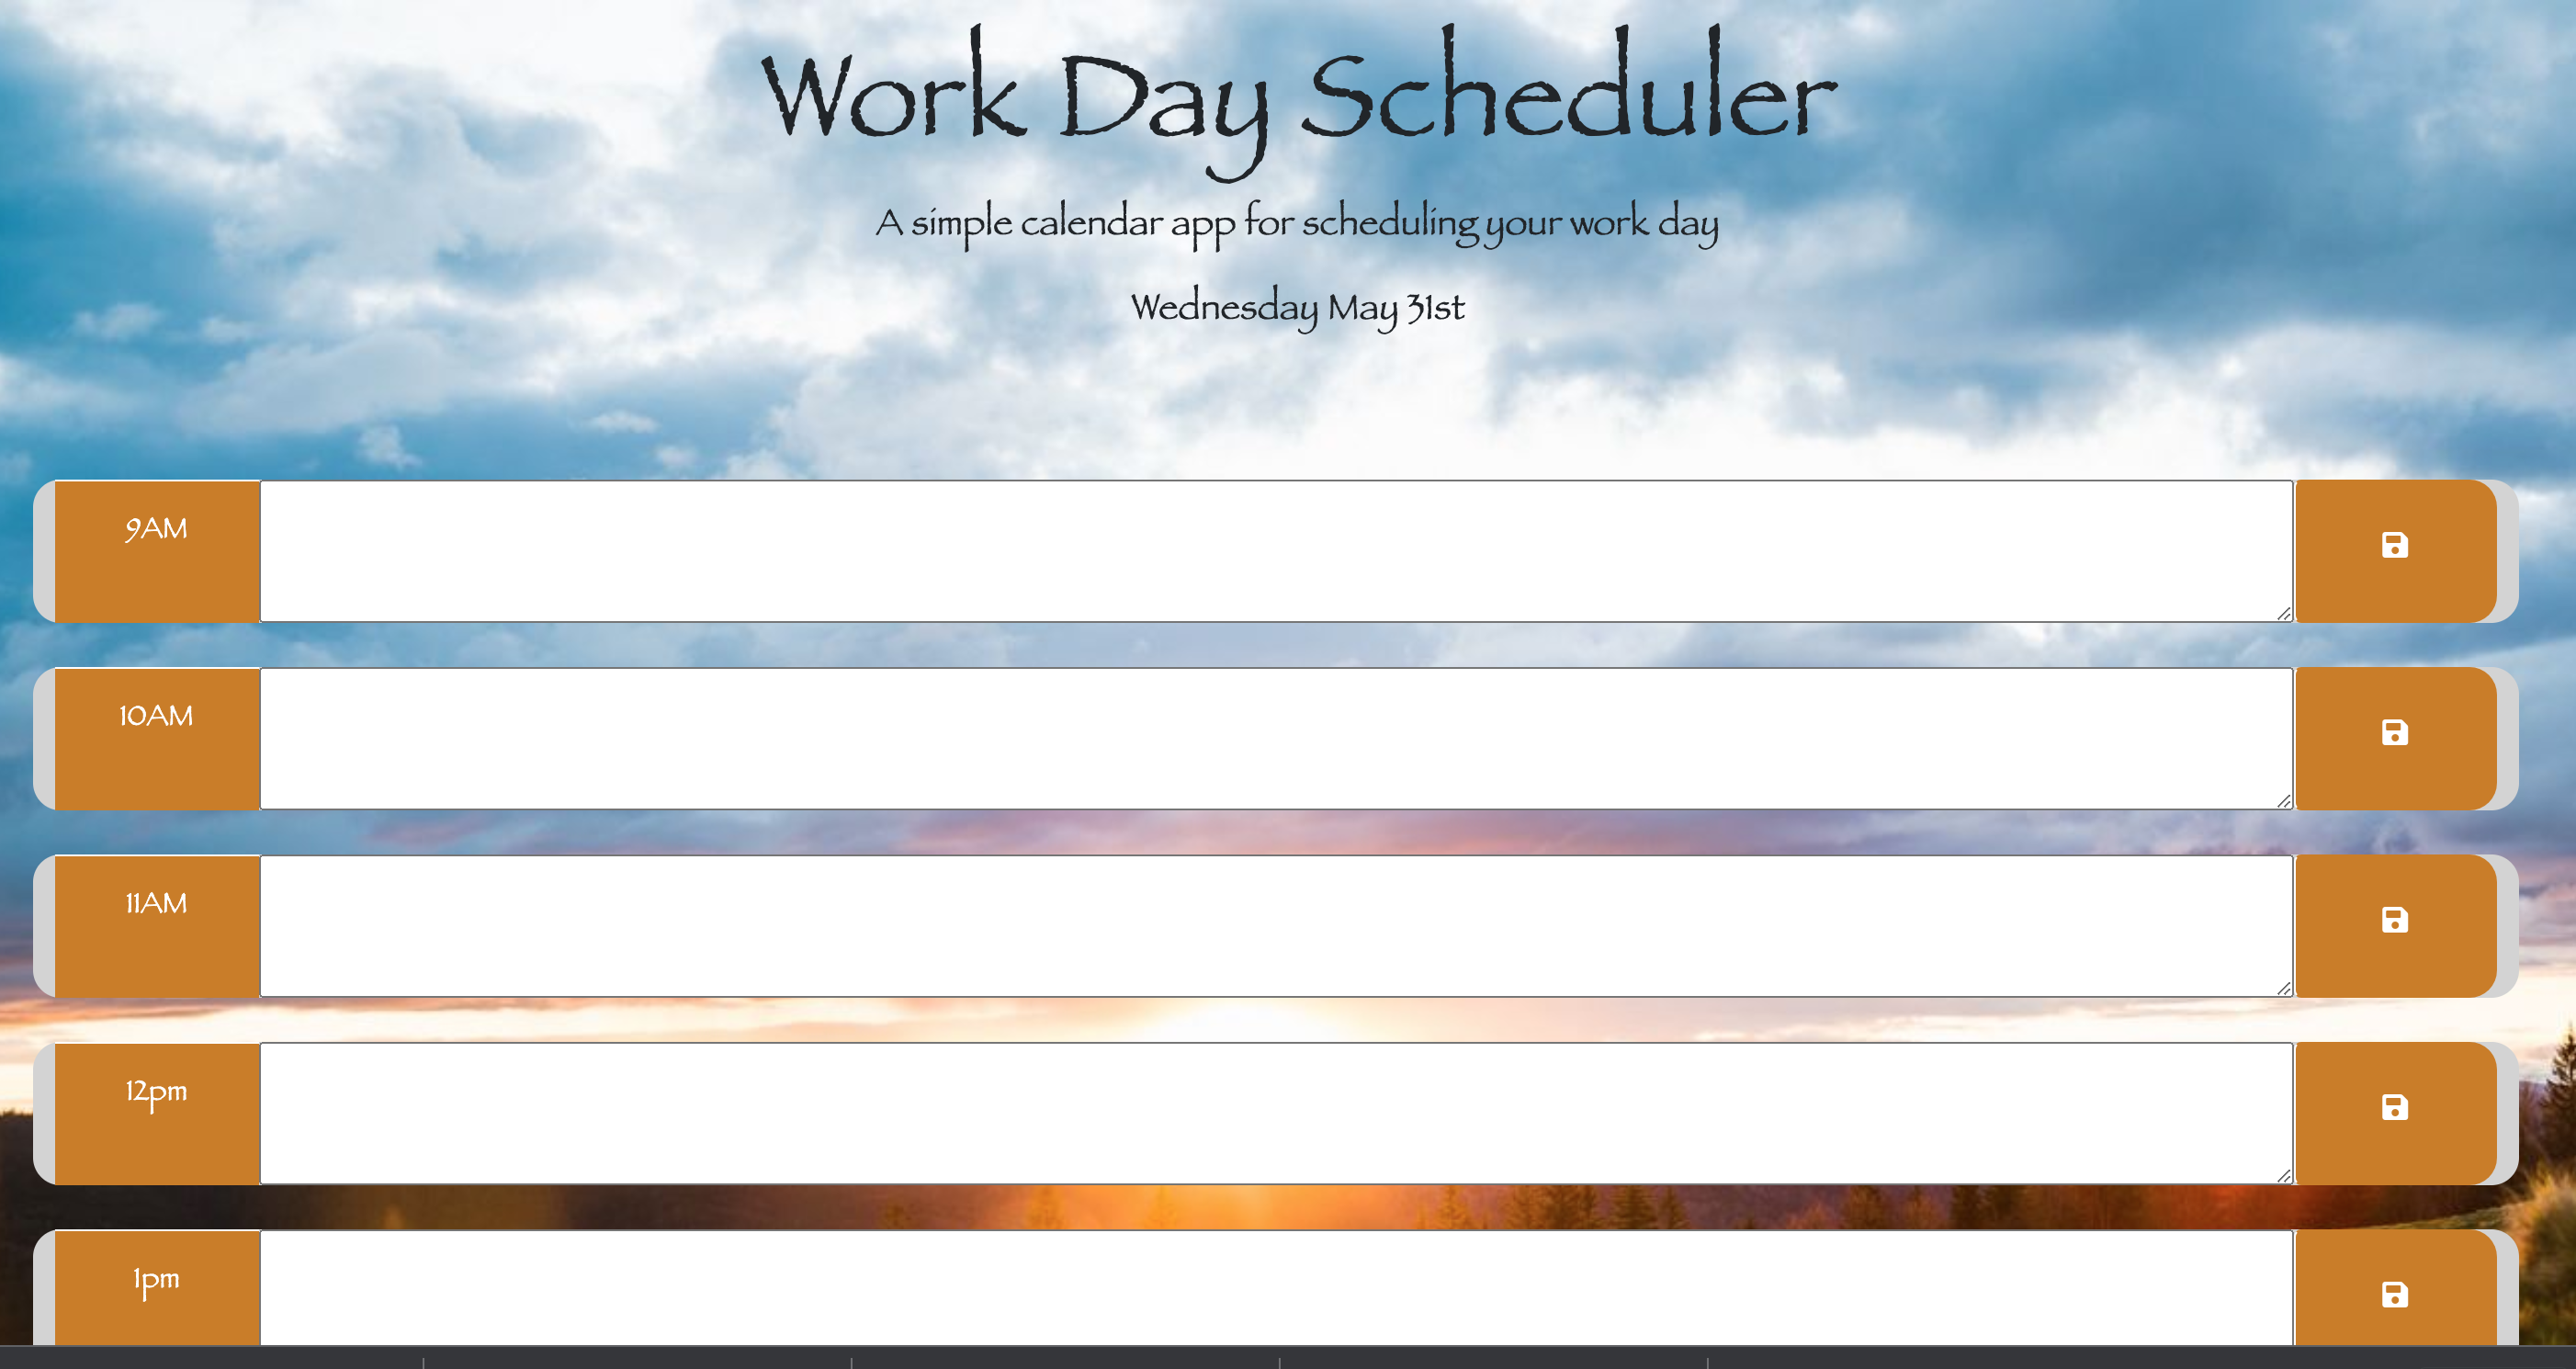 Work Day Scheduler
A simple calendar app for scheduling your work day
Wednesday May 31st
9AM
10AM
11AM
12pm
1pm